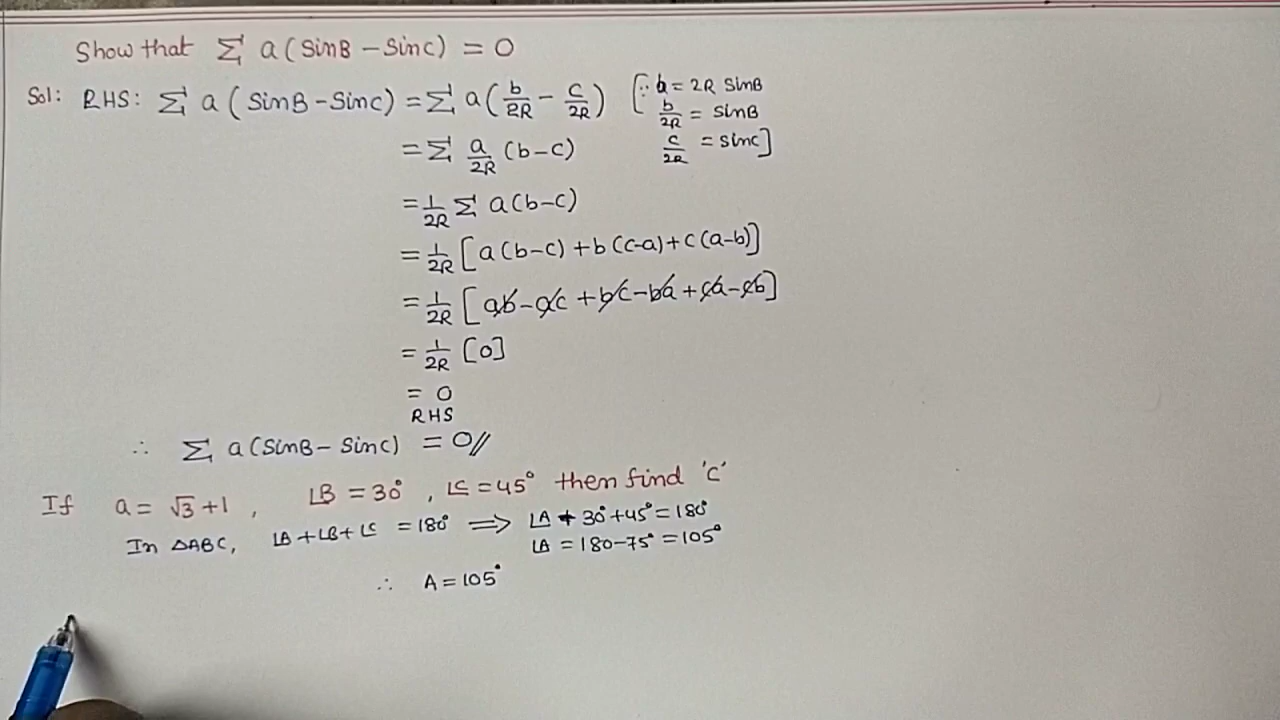 Show that Σ a (SinB – Sinc) = 0
Sol: RHS: Σ a ( SinB - Sinc) = Σ a ( b/2R – c/2R ) [∵ b = 2R SinB
b/2R = sinB
= Σ a/2R (b-c) c/2R = sinc]
= 1/2R Σ a(b-c)
= 1/2R [ a(b-c) + b(c-a) + c(a-b)]
= 1/2R [ ab - ac + bc - ba + ca - cb]
= 1/2R [0]
= 0
RHS
∴ Σ a (SinB – Sinc) = 0//
If a = √3 + 1 , ∠B = 30° , ∠C = 45° then find 'c'
In ΔABC, ∠A + ∠B + ∠C = 180° ⟹ ∠A + 30° + 45° = 180°
∠A = 180 - 75° = 105°
∴ A = 105°